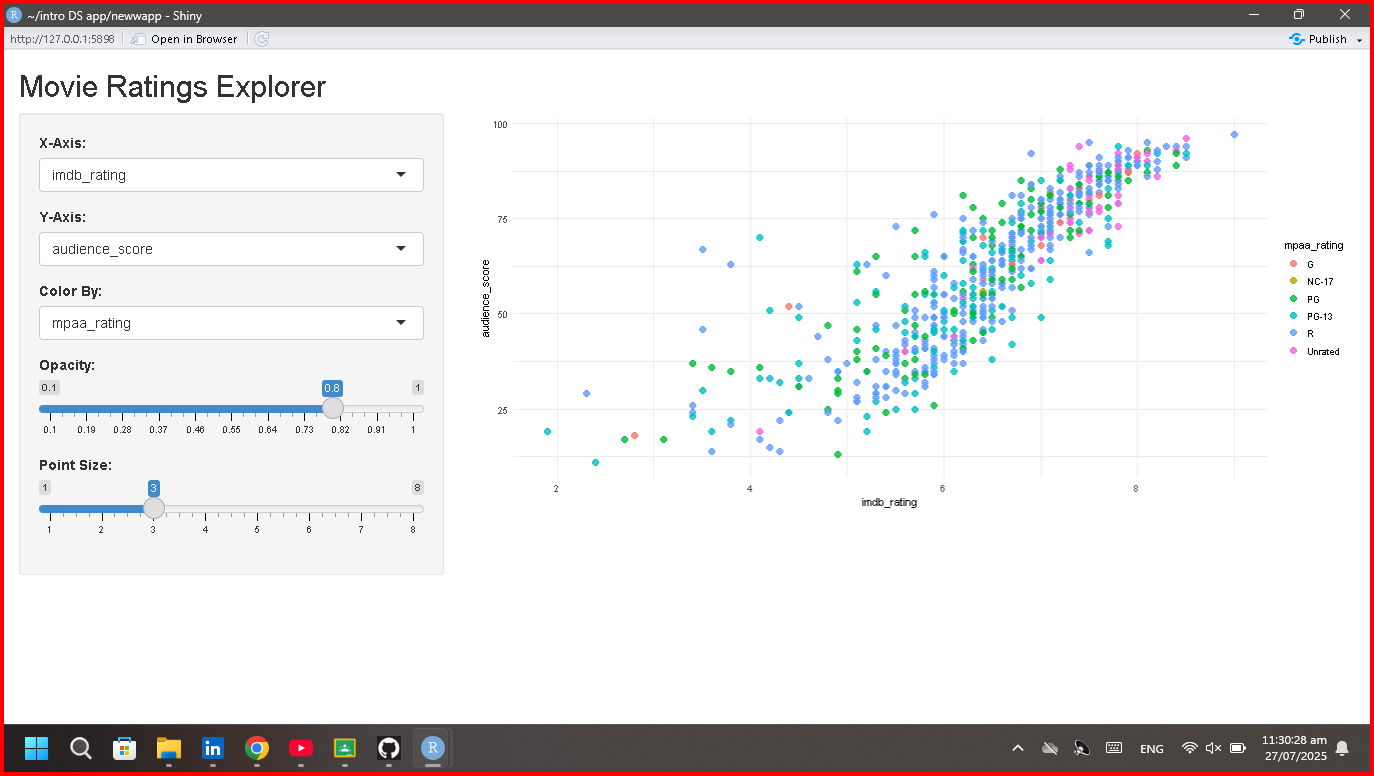 ~/intro DS app/newwapp - Shiny
http://127.0.0.1:5898
Open in Browser
Publish
Movie Ratings Explorer
X-Axis:
imdb_rating
Y-Axis:
audience_score
Color By:
mpaa_rating
Opacity:
0.1 0.8 1
0.1 0.19 0.28 0.37 0.46 0.55 0.64 0.73 0.82 0.91 1
Point Size:
1 3 8
1 2 3 4 5 6 7 8
audience_score
100
75
50
25
2 4 6 8
imdb_rating
mpaa_rating
G
NC-17
PG
PG-13
R
Unrated
ENG
11:30:28 am
27/07/2025